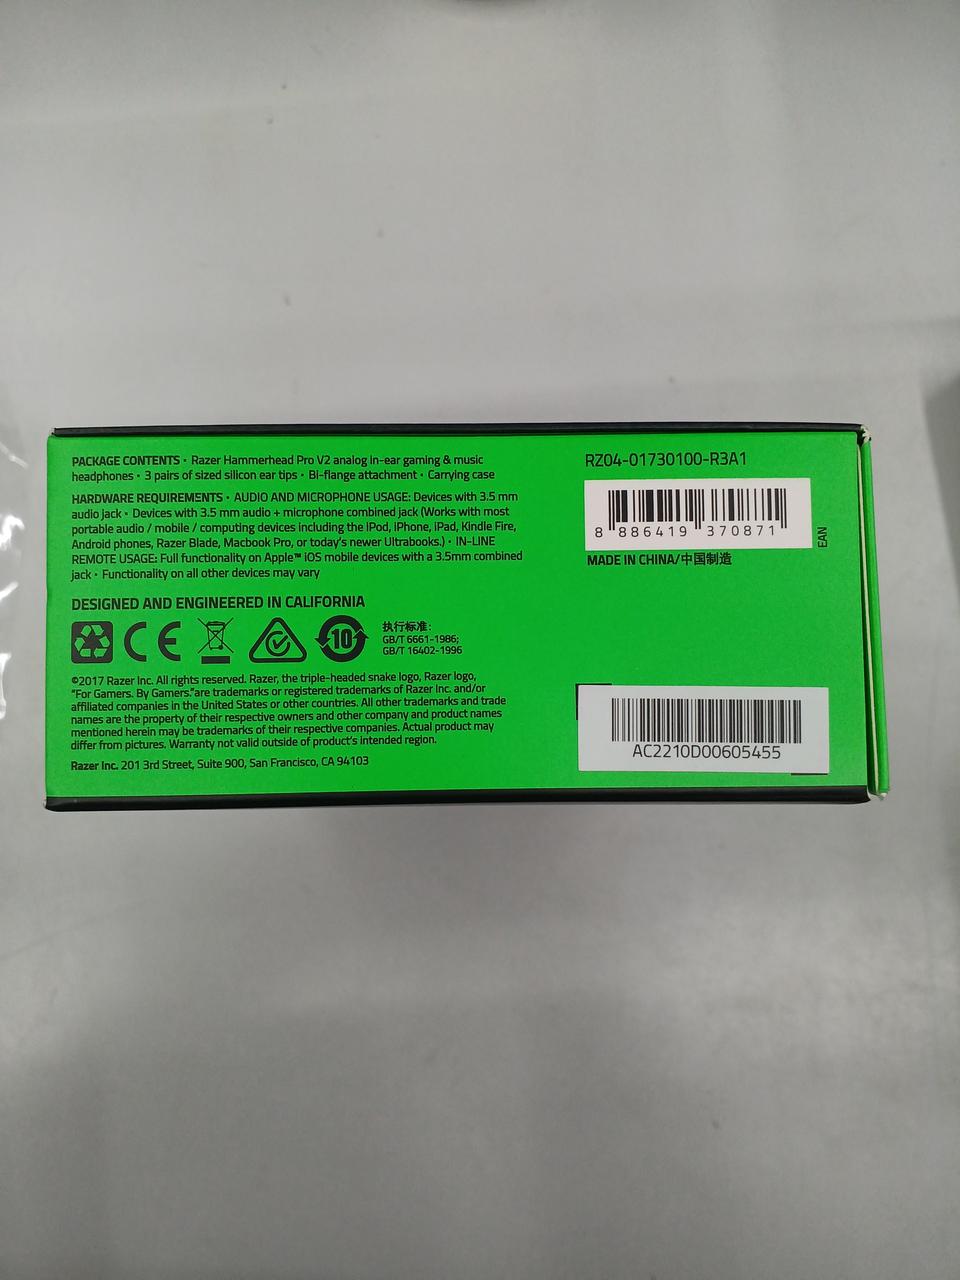 PACKAGE CONTENTS · Razer Hammerhead Pro V2 analog in-ear gaming & music
headphones · 3 pairs of sized silicon ear tips · Bi-flange attachment · Carrying case
HARDWARE REQUIREMENTS · AUDIO AND MICROPHONE USAGE: Devices with 3.5 mm
audio jack · Devices with 3.5 mm audio + microphone combined jack (Works with most
portable audio / mobile / computing devices including the iPod, iPhone, iPad, Kindle Fire,
Android phones, Razer Blade, Macbook Pro, or today's newer Ultrabooks.) · IN-LINE
REMOTE USAGE: Full functionality on Apple™ iOS mobile devices with a 3.5mm combined
jack · Functionality on all other devices may vary
DESIGNED AND ENGINEERED IN CALIFORNIA
CE
10
执行标准:
GB/T 6661-1986;
GB/T 16402-1996
©2017 Razer Inc. All rights reserved. Razer, the triple-headed snake logo, Razer logo,
"For Gamers. By Gamers."are trademarks or registered trademarks of Razer Inc. and/or
affiliated companies in the United States or other countries. All other trademarks and trade
names are the property of their respective owners and other company and product names
mentioned herein may be trademarks of their respective companies. Actual product may
differ from pictures. Warranty not valid outside of product's intended region.
Razer Inc. 201 3rd Street, Suite 900, San Francisco, CA 94103
RZ04-01730100-R3A1
8 886419 370871
EAN
MADE IN CHINA/中国制造
AC2210D00605455